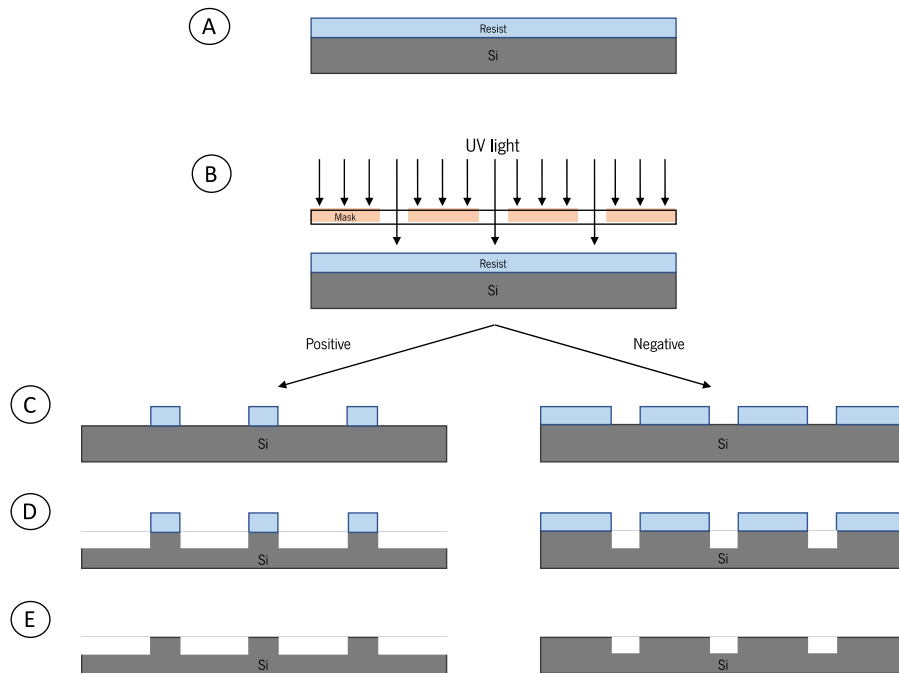 A
Resist
Si
UV light
B
Mask
Resist
Si
Positive
Negative
C
Si
Si
D
Si
Si
E
Si
Si